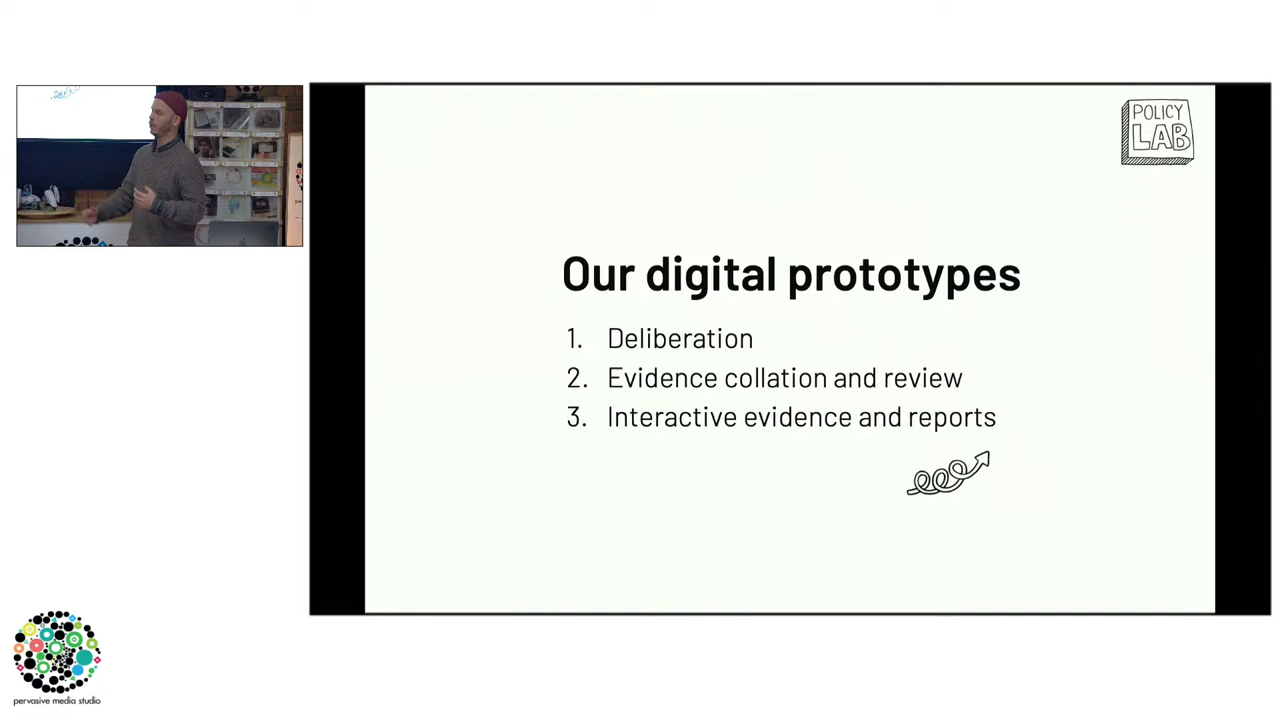 POLICY
LAB
Our digital prototypes
1. Deliberation
2. Evidence collation and review
3. Interactive evidence and reports
pervasive media studio